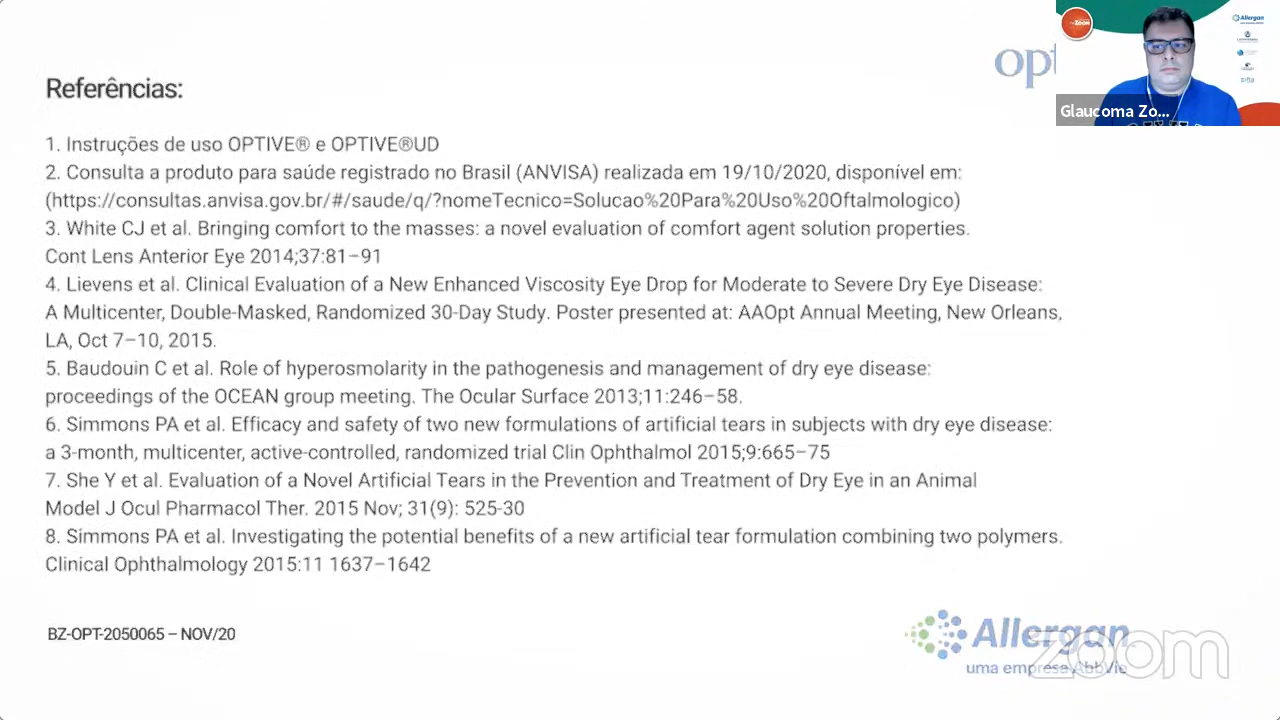 opt
Zoom
Allergan
Glaucoma Zo...
Referências:
1. Instruções de uso OPTIVE® e OPTIVE®UD
2. Consulta a produto para saúde registrado no Brasil (ANVISA) realizada em 19/10/2020, disponível em:
(https://consultas.anvisa.gov.br/#/saude/q/?nomeTecnico=Solucao%20Para%20Uso%20Oftalmologico)
3. White CJ et al. Bringing comfort to the masses: a novel evaluation of comfort agent solution properties.
Cont Lens Anterior Eye 2014;37:81–91
4. Lievens et al. Clinical Evaluation of a New Enhanced Viscosity Eye Drop for Moderate to Severe Dry Eye Disease:
A Multicenter, Double-Masked, Randomized 30-Day Study. Poster presented at: AAOpt Annual Meeting, New Orleans,
LA, Oct 7–10, 2015.
5. Baudouin C et al. Role of hyperosmolarity in the pathogenesis and management of dry eye disease:
proceedings of the OCEAN group meeting. The Ocular Surface 2013;11:246–58.
6. Simmons PA et al. Efficacy and safety of two new formulations of artificial tears in subjects with dry eye disease:
a 3-month, multicenter, active-controlled, randomized trial Clin Ophthalmol 2015;9:665–75
7. She Y et al. Evaluation of a Novel Artificial Tears in the Prevention and Treatment of Dry Eye in an Animal
Model J Ocul Pharmacol Ther. 2015 Nov; 31(9): 525-30
8. Simmons PA et al. Investigating the potential benefits of a new artificial tear formulation combining two polymers.
Clinical Ophthalmology 2015:11 1637–1642
BZ-OPT-2050065 – NOV/20
Allergan
uma empresa AbbVie
zoom